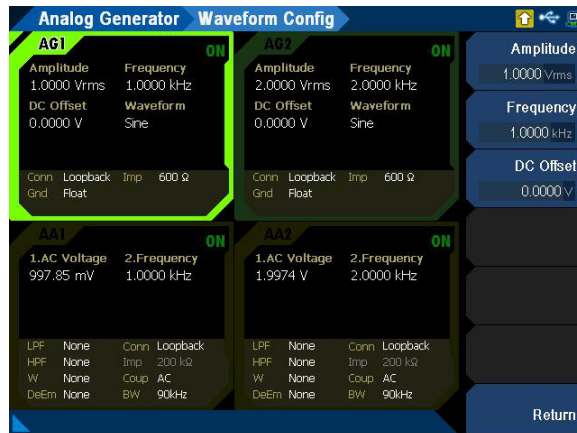 Analog Generator Waveform Config
AG1 ON
Amplitude Frequency
1.0000 Vrms 1.0000 kHz
DC Offset Waveform
0.0000 V Sine
Conn Loopback Imp 600 Ω
Gnd Float
AG2 ON
Amplitude Frequency
2.0000 Vrms 2.0000 kHz
DC Offset Waveform
0.0000 V Sine
Conn Loopback Imp 600 Ω
Gnd Float
AA1 ON
1.AC Voltage 2.Frequency
997.85 mV 1.0000 kHz
LPF None Conn Loopback
HPF None Imp 200 kΩ
W None Coup AC
DeEm None BW 90kHz
AA2 ON
1.AC Voltage 2.Frequency
1.9974 V 2.0000 kHz
LPF None Conn Loopback
HPF None Imp 200 kΩ
W None Coup AC
DeEm None BW 90kHz
Amplitude
1.0000 Vrms
Frequency
1.0000 kHz
DC Offset
0.0000 V
Return